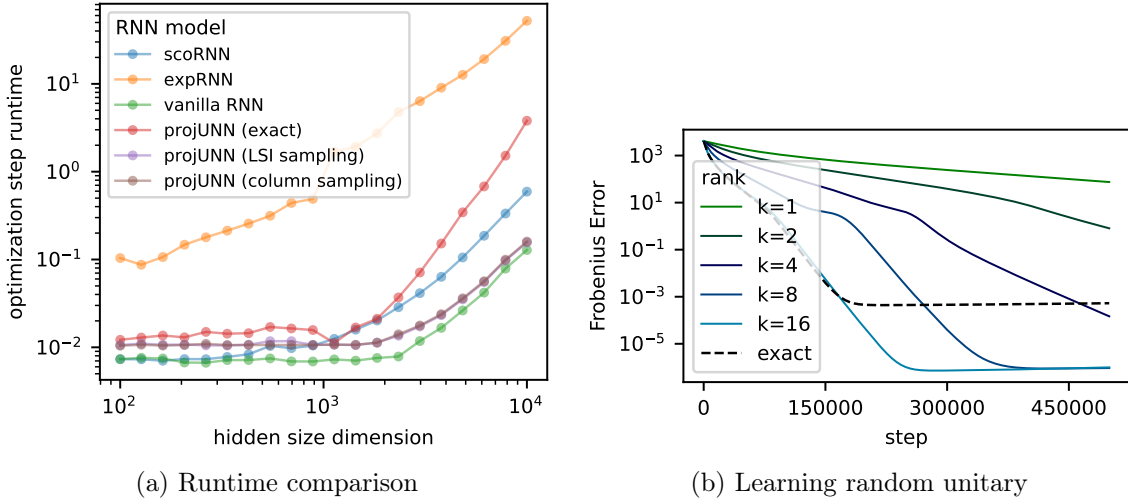 RNN model
scoRNN
expRNN
vanilla RNN
projUNN (exact)
projUNN (LSI sampling)
projUNN (column sampling)
optimization step runtime
10^1
10^0
10^-1
10^-2
10^2
10^3
10^4
hidden size dimension
(a) Runtime comparison
Frobenius Error
10^3
10^1
10^-1
10^-3
10^-5
rank
k=1
k=2
k=4
k=8
k=16
exact
0
150000
300000
450000
step
(b) Learning random unitary